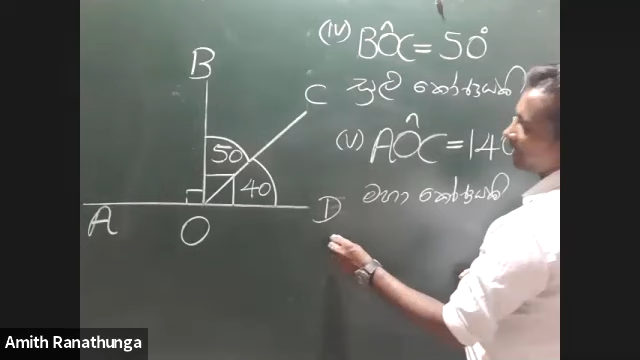 (IV) BÔC = 50°
සුළු කෝණයකි
(V) AÔC = 140
මහා කෝණයකි
B
C
50
40
A
O
D
Amith Ranathunga